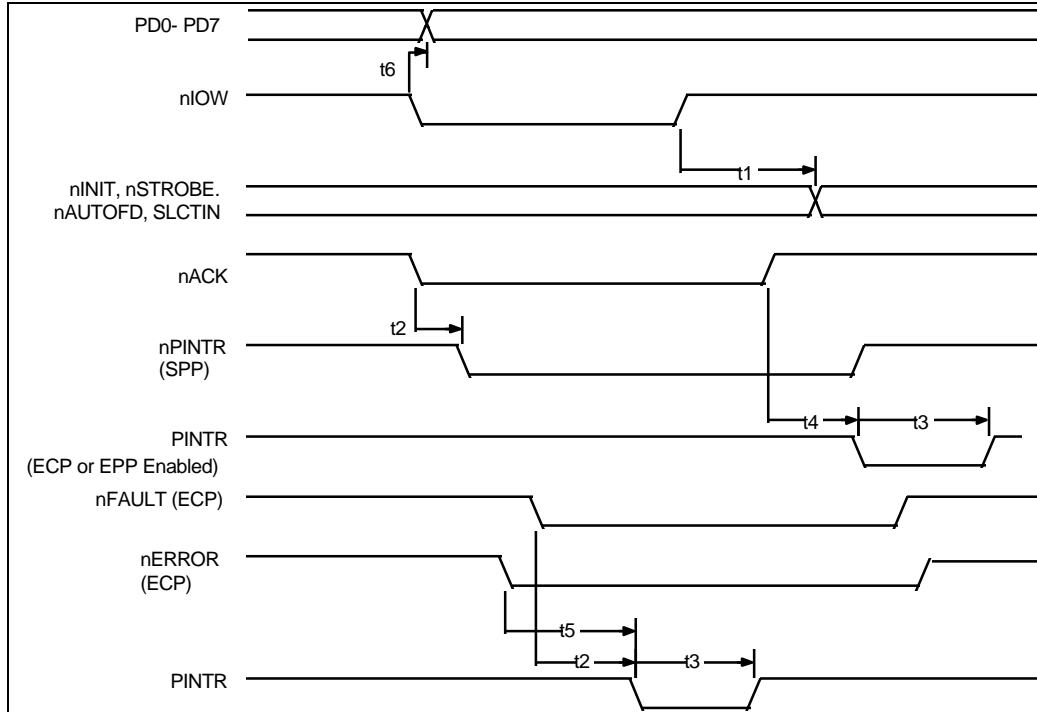 PD0- PD7
t6
nIOW
t1
nINIT, nSTROBE.
nAUTOFD, SLCTIN
nACK
t2
nPINTR
(SPP)
t4
t3
PINTR
(ECP or EPP Enabled)
nFAULT (ECP)
nERROR
(ECP)
t5
t2
t3
PINTR